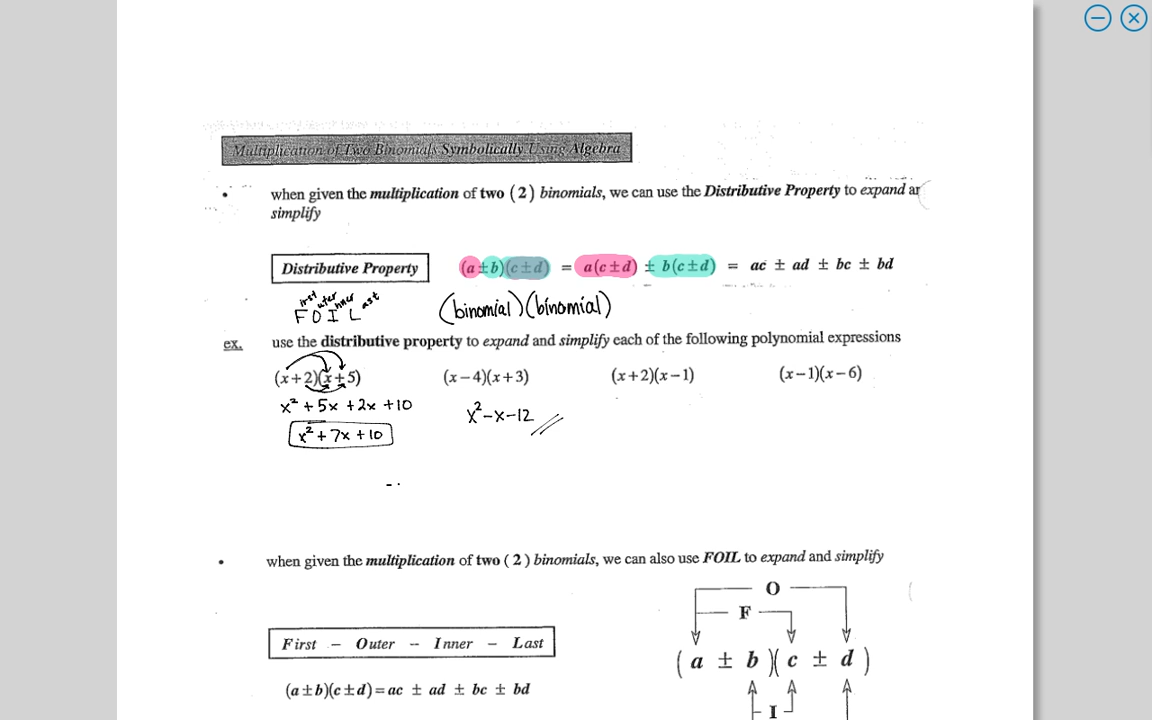 Multiplication of Two Binomials Symbolically Using Algebra
• when given the multiplication of two ( 2 ) binomials, we can use the Distributive Property to expand ar
simplify
Distributive Property (a±b)(c±d) = a(c±d) ± b(c±d) = ac ± ad ± bc ± bd
First Outer Inner Last
(binomial)(binomial)
ex. use the distributive property to expand and simplify each of the following polynomial expressions
(x+2)(x+5) (x−4)(x+3) (x+2)(x−1) (x−1)(x−6)
x² + 5x + 2x + 10 x² − x − 12
x² + 7x + 10
• when given the multiplication of two ( 2 ) binomials, we can also use FOIL to expand and simplify
O
F
First – Outer – Inner – Last
( a ± b )( c ± d )
(a±b)(c±d) = ac ± ad ± bc ± bd
I